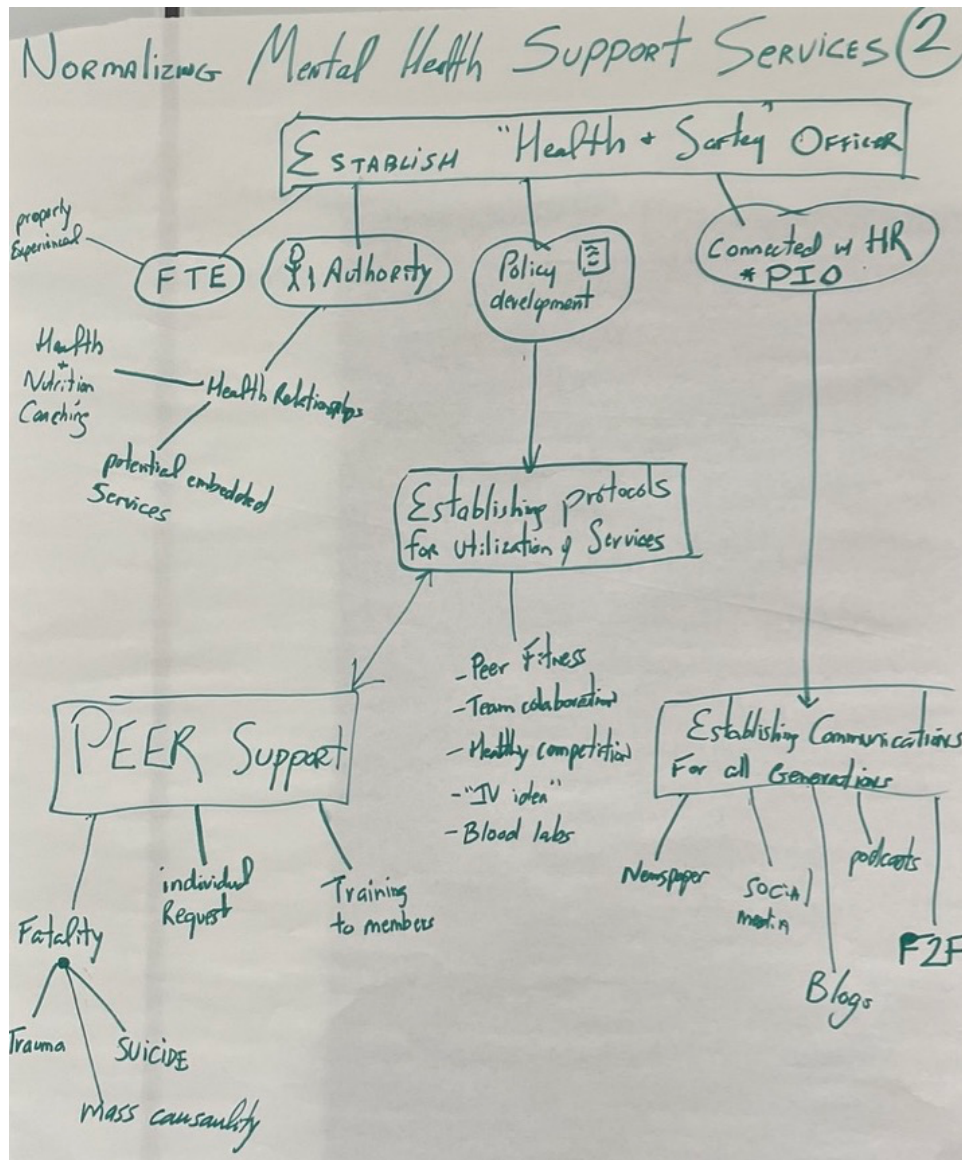 NORMALIZING Mental Health SUPPORT SERVICES 2
ESTABLISH "Health + Saftey" OFFICER
properly
Experienced
FTE
Authority
Policy
development
Connected w HR
* PIO
Health
+
Nutrition
Coaching
Health Relationships
potential embedded
Services
Establishing protocols
for utilization of Services
- Peer Fitness
- Team colaboration
- Healthy competition
- "IV idea"
- Blood labs
PEER Support
Establishing Communications
For all Generations
individual
Request
Training
to members
Newspaper
SOCIAL
media
podcasts
F2F
Blogs
Fatality
Trauma
SUICIDE
mass causaulity